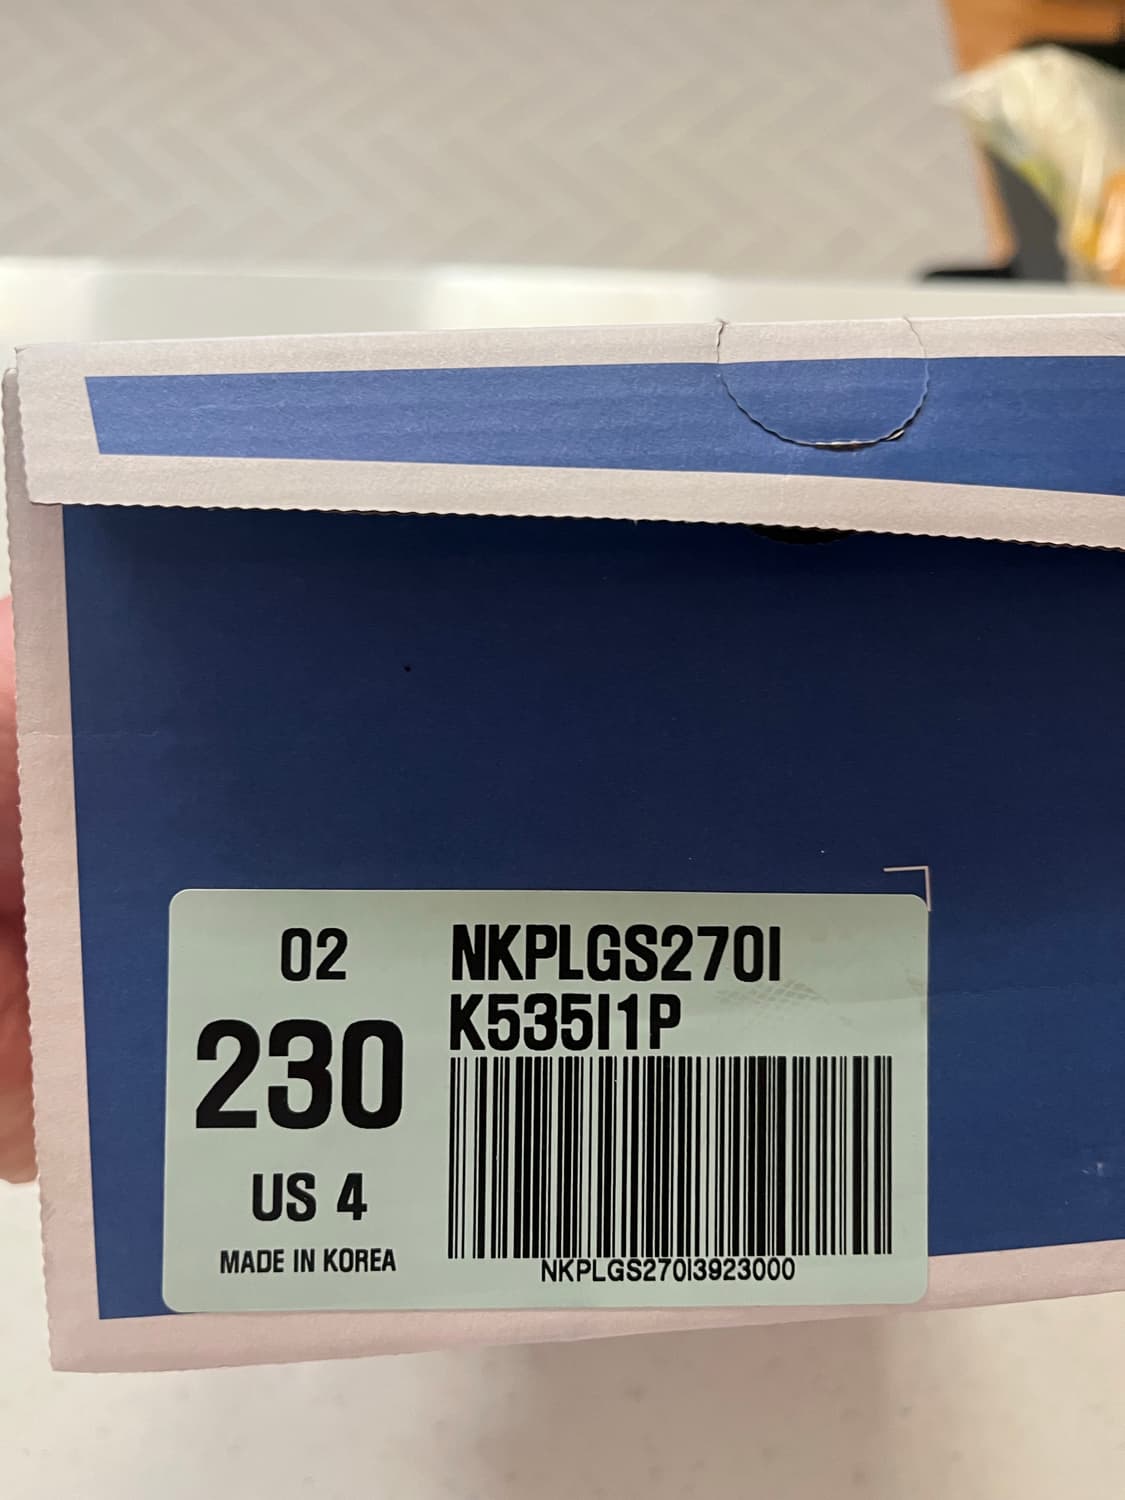 02
230
US 4
MADE IN KOREA
NKPLGS270I
K535I1P
NKPLGS270I3923000